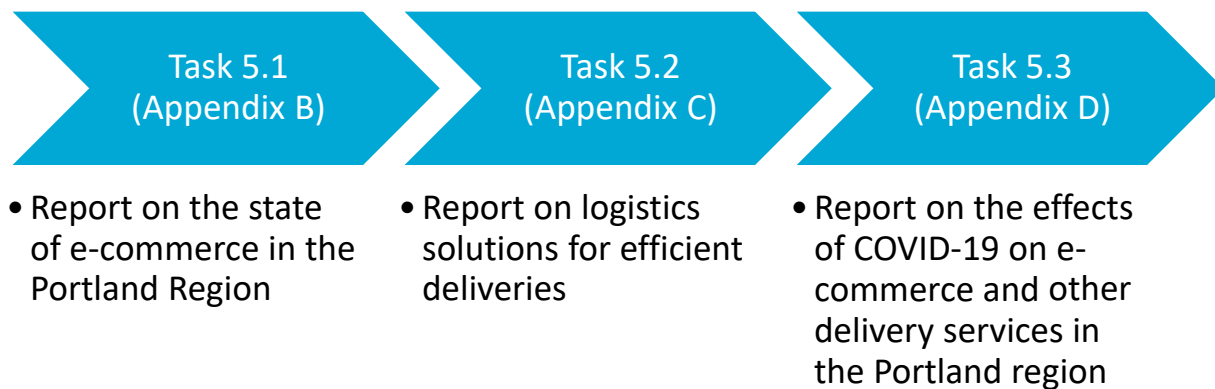 Task 5.1
(Appendix B)
• Report on the state
of e-commerce in the
Portland Region
Task 5.2
(Appendix C)
• Report on logistics
solutions for efficient
deliveries
Task 5.3
(Appendix D)
• Report on the effects
of COVID-19 on e-
commerce and other
delivery services in
the Portland region